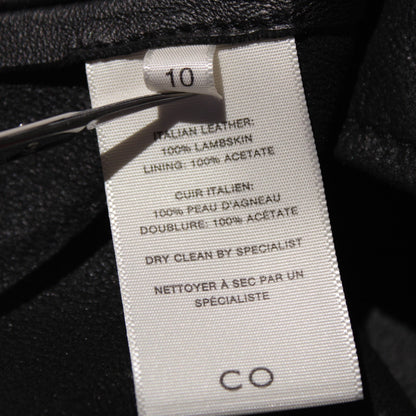 10
ITALIAN LEATHER:
100% LAMBSKIN
LINING: 100% ACETATE
CUIR ITALIEN:
100% PEAU D'AGNEAU
DOUBLURE: 100% ACÉTATE
DRY CLEAN BY SPECIALIST
NETTOYER À SEC PAR UN
SPÉCIALISTE
CO